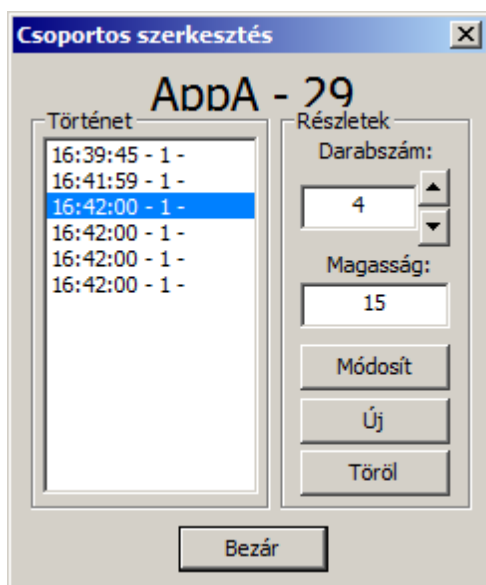 Csoportos szerkesztés
AppA - 29
Történet
16:39:45 - 1 -
16:41:59 - 1 -
16:42:00 - 1 -
16:42:00 - 1 -
16:42:00 - 1 -
16:42:00 - 1 -
Részletek
Darabszám:
4
Magasság:
15
Módosít
Új
Töröl
Bezár